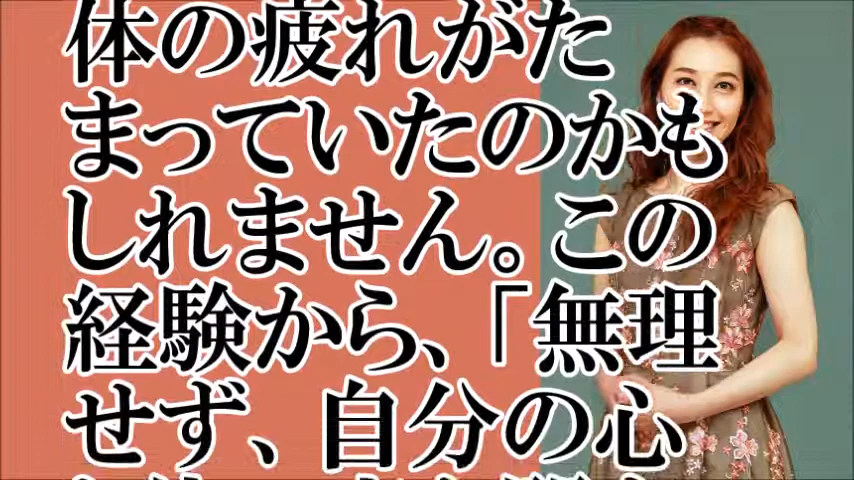 体の疲れがた
まっていたのかも
しれません。この
経験から、「無理
せず、自分の心